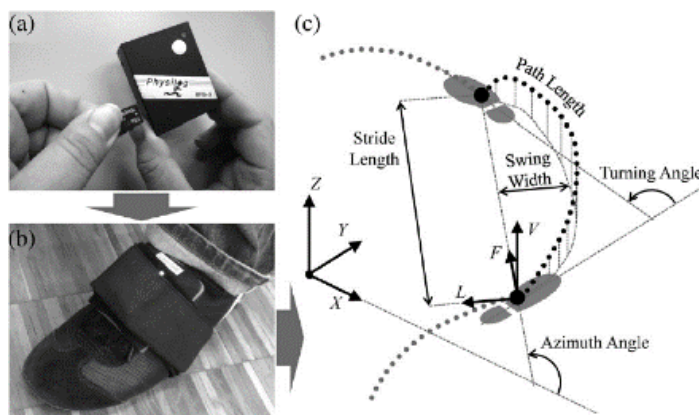 (a)
Physilog
(b)
(c)
Path Length
Stride
Length
Swing
Width
Turning Angle
Z
Y
X
V
F
L
Azimuth Angle